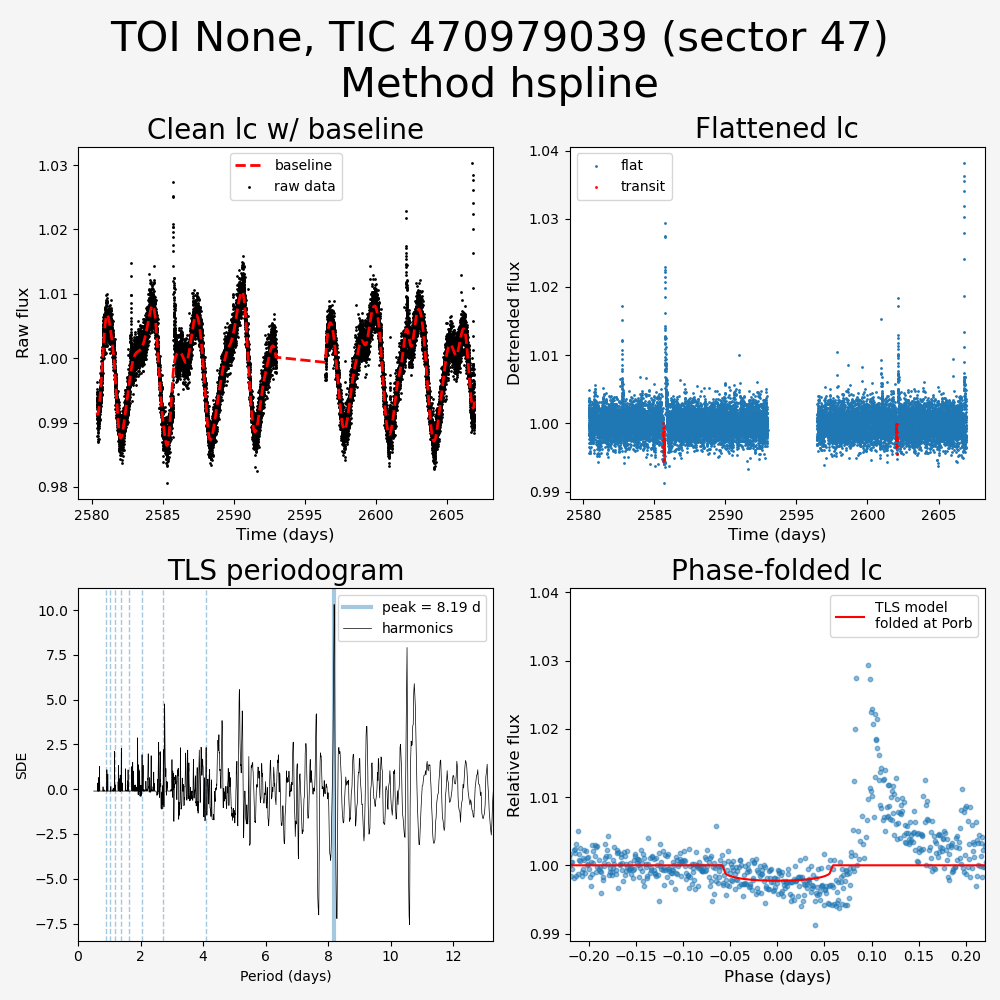 TOI None, TIC 470979039 (sector 47)
Method hspline
Clean lc w/ baseline
baseline
raw data
1.03
1.02
1.01
1.00
0.99
0.98
Raw flux
2580
2585
2590
2595
2600
2605
Time (days)
Flattened lc
flat
transit
1.04
1.03
1.02
1.01
1.00
0.99
Detrended flux
2580
2585
2590
2595
2600
2605
Time (days)
TLS periodogram
peak = 8.19 d
harmonics
10.0
7.5
5.0
2.5
0.0
−2.5
−5.0
−7.5
SDE
0
2
4
6
8
10
12
Period (days)
Phase-folded lc
TLS model
folded at Porb
1.04
1.03
1.02
1.01
1.00
0.99
Relative flux
−0.20
−0.15
−0.10
−0.05
0.00
0.05
0.10
0.15
0.20
Phase (days)